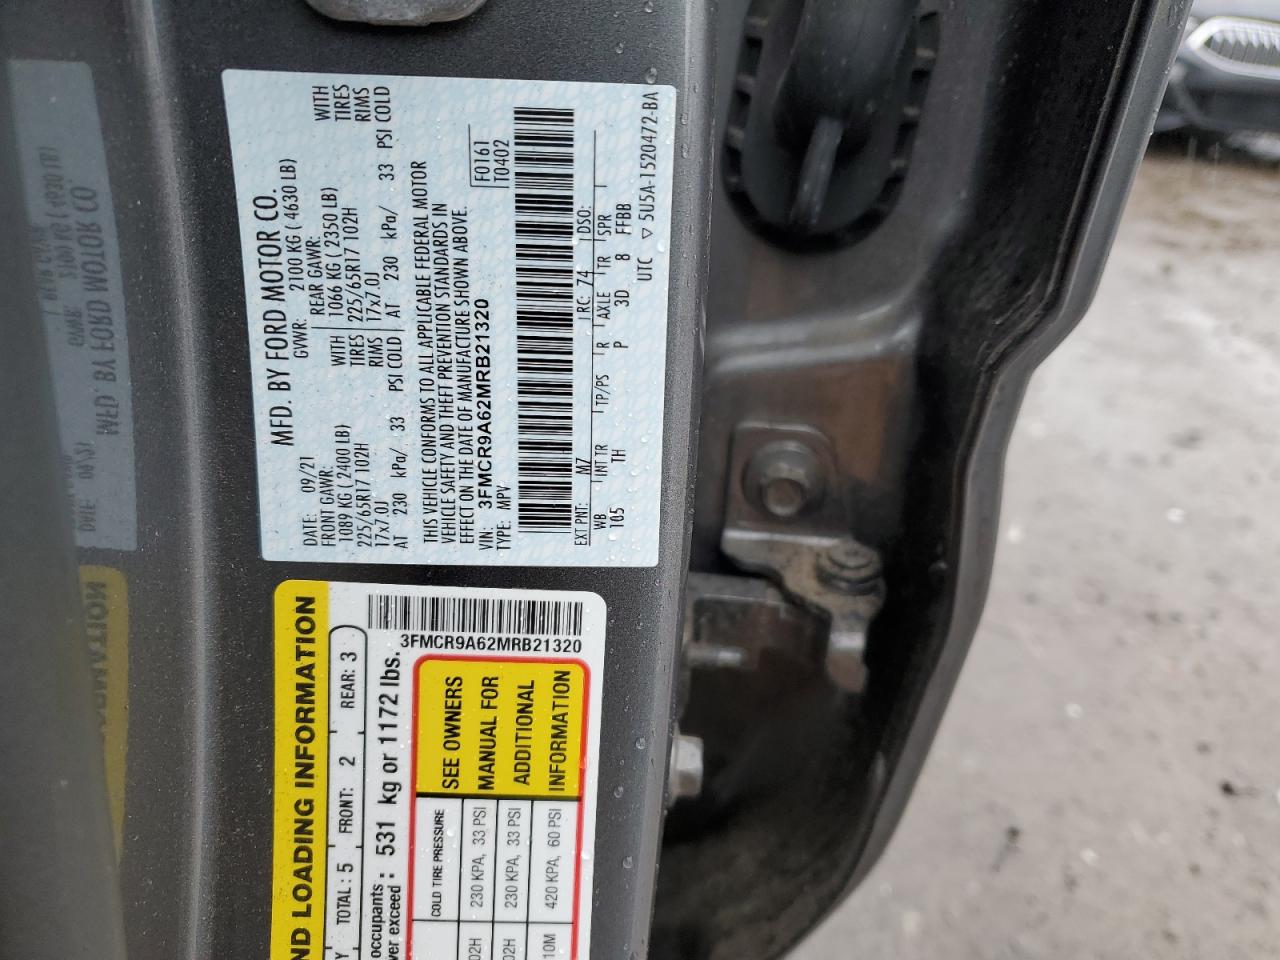 MFD. BY FORD MOTOR CO.
DATE: 09/21 GVWR: 2100 KG ( 4630 LB)
FRONT GAWR: REAR GAWR:
1089 KG ( 2400 LB) WITH 1066 KG ( 2350 LB) WITH
225/65R17 102H TIRES 225/65R17 102H TIRES
17x7.0J RIMS 17x7.0J RIMS
AT 230 kPa/ 33 PSI COLD AT 230 kPa/ 33 PSI COLD
THIS VEHICLE CONFORMS TO ALL APPLICABLE FEDERAL MOTOR
VEHICLE SAFETY AND THEFT PREVENTION STANDARDS IN
EFFECT ON THE DATE OF MANUFACTURE SHOWN ABOVE.
VIN: 3FMCR9A62MRB21320 F0161
TYPE: MPV T0402
EXT PNT: M7 RC: 74 DSO:
WB INT TR TP/PS R AXLE TR SPR
105 TH P 3D 8 FFBB
UTC ▽ 5U5A-1520472-BA
ND LOADING INFORMATION
Y TOTAL : 5 FRONT: 2 REAR: 3
3FMCR9A62MRB21320
occupants : 531 kg or 1172 lbs.
ver exceed :
COLD TIRE PRESSURE
02H 230 KPA, 33 PSI
02H 230 KPA, 33 PSI
10M 420 KPA, 60 PSI
SEE OWNERS
MANUAL FOR
ADDITIONAL
INFORMATION